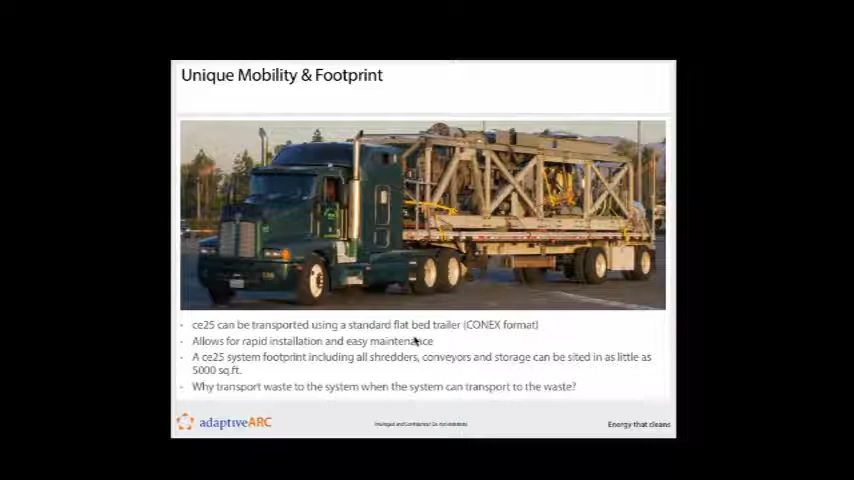 Unique Mobility & Footprint
· ce25 can be transported using a standard flat bed trailer (CONEX format)
· Allows for rapid installation and easy maintenance
· A ce25 system footprint including all shredders, conveyors and storage can be sited in as little as
5000 sq.ft.
· Why transport waste to the system when the system can transport to the waste?
adaptiveARC
Privileged and Confidential
Energy that cleans